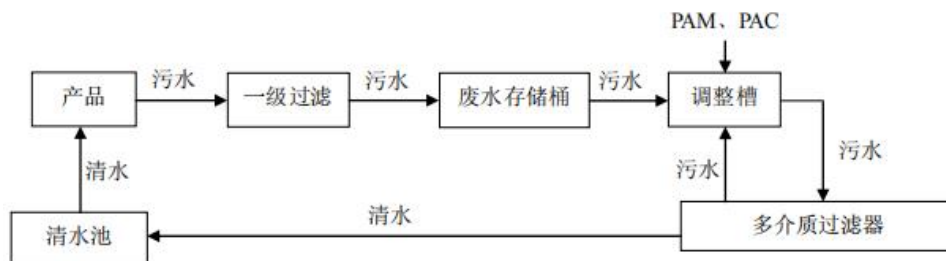 PAM、PAC
产品
污水
一级过滤
污水
废水存储桶
污水
调整槽
清水
污水
污水
清水池
清水
多介质过滤器